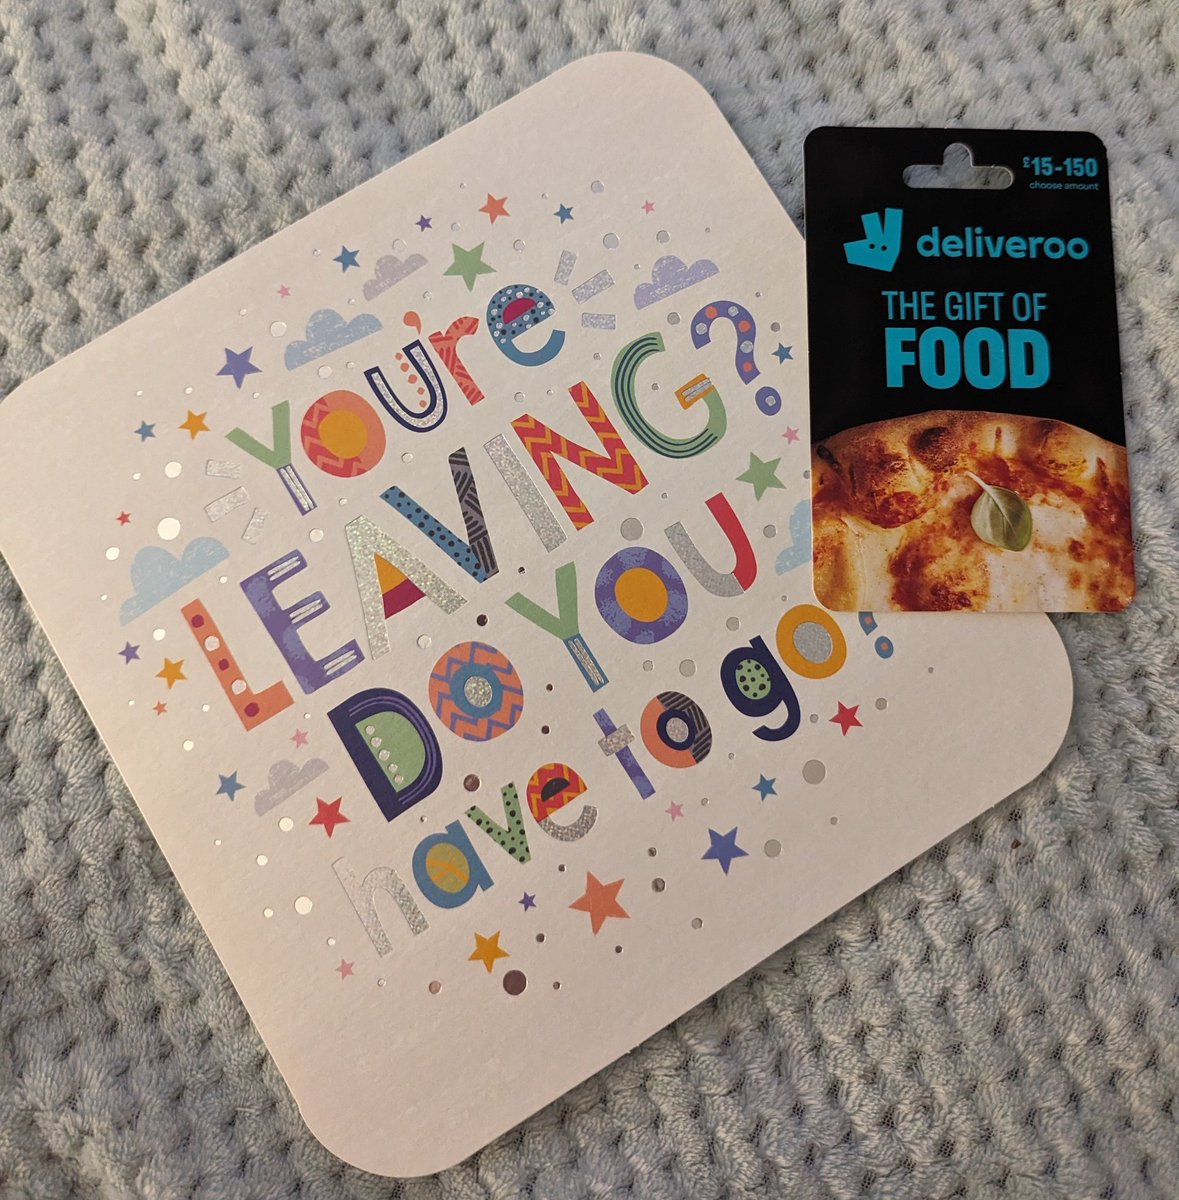 You're
LEAVING?
DO YOU
have to go?
£15-150
choose amount
deliveroo
THE GIFT OF
FOOD